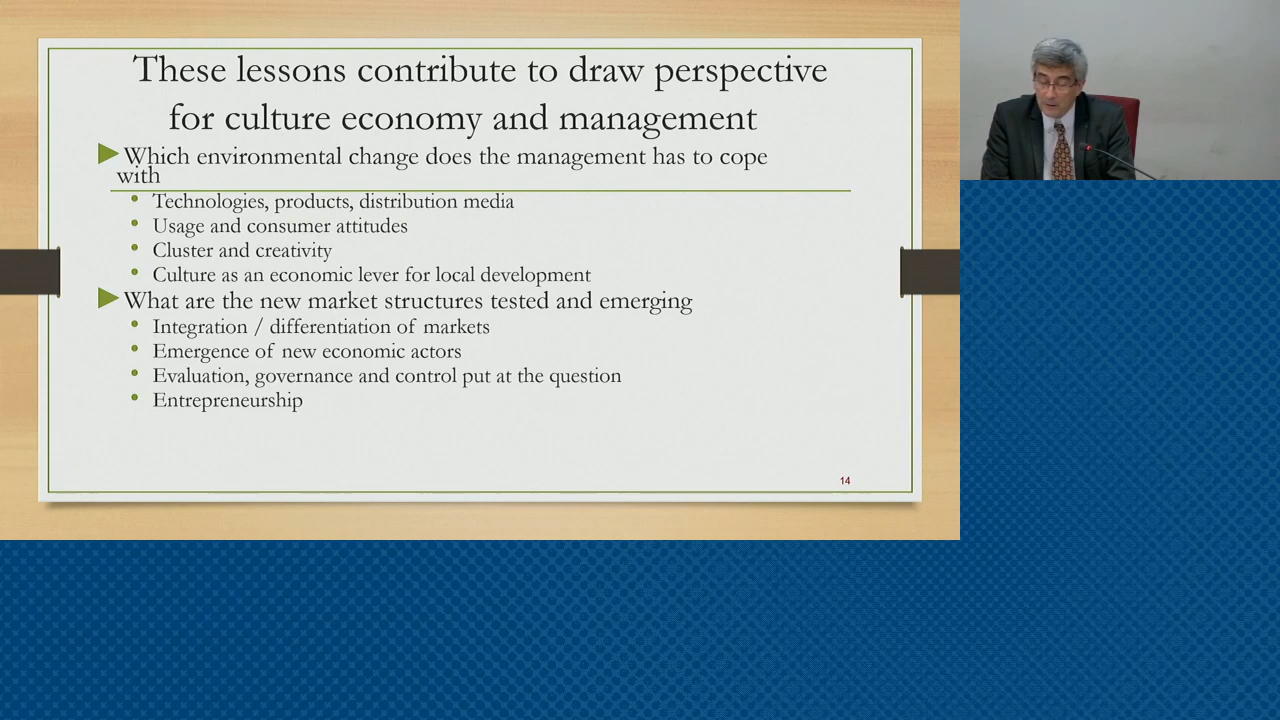 These lessons contribute to draw perspective
for culture economy and management
Which environmental change does the management has to cope
with
Technologies, products, distribution media
Usage and consumer attitudes
Cluster and creativity
Culture as an economic lever for local development
What are the new market structures tested and emerging
Integration / differentiation of markets
Emergence of new economic actors
Evaluation, governance and control put at the question
Entrepreneurship
14